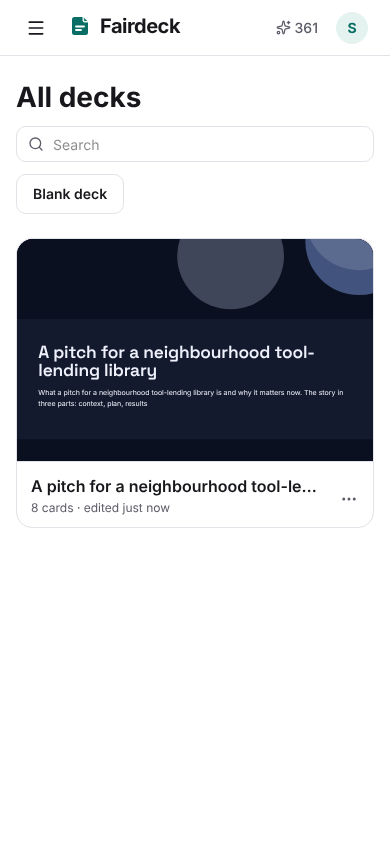 Fairdeck
361
S
All decks
Search
Blank deck
A pitch for a neighbourhood tool-
lending library
What a pitch for a neighbourhood tool-lending library is and why it matters now. The story in
three parts: context, plan, results
A pitch for a neighbourhood tool-le...
8 cards · edited just now